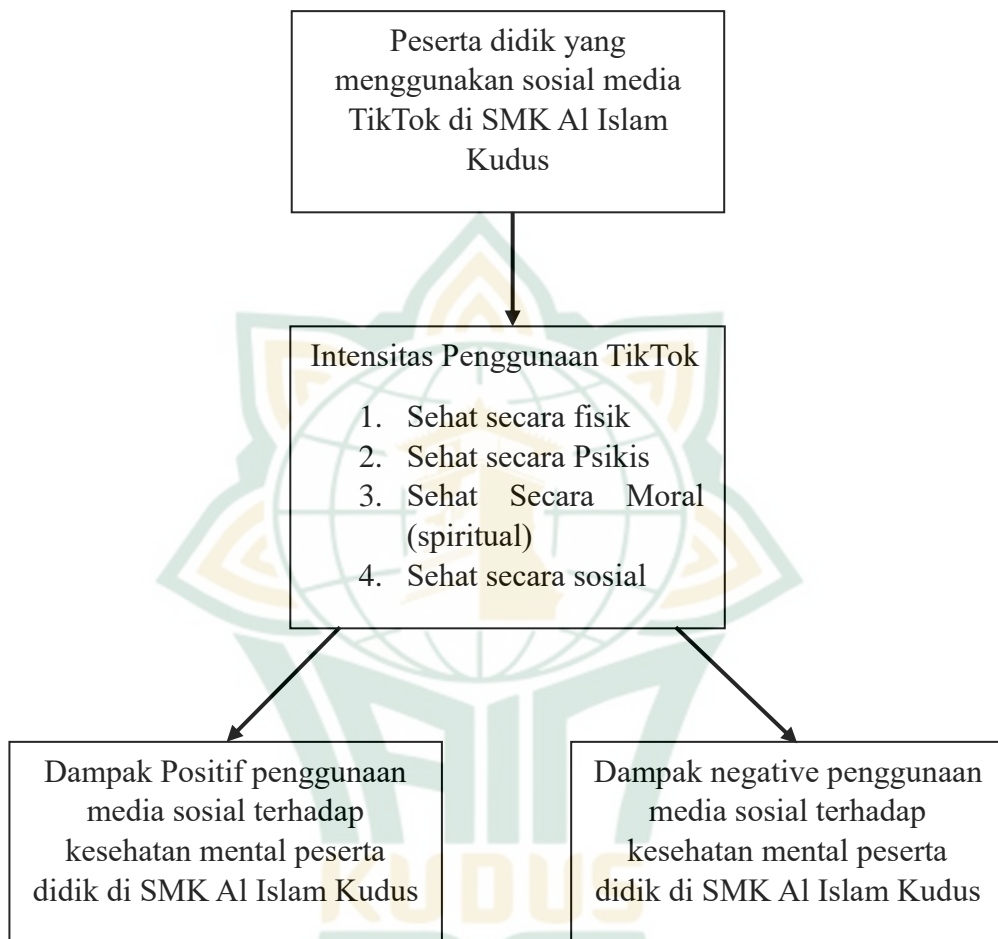 Peserta didik yang
menggunakan sosial media
TikTok di SMK Al Islam
Kudus
Intensitas Penggunaan TikTok
1. Sehat secara fisik
2. Sehat secara Psikis
3. Sehat Secara Moral
(spiritual)
4. Sehat secara sosial
Dampak Positif penggunaan
media sosial terhadap
kesehatan mental peserta
didik di SMK Al Islam Kudus
Dampak negative penggunaan
media sosial terhadap
kesehatan mental peserta
didik di SMK Al Islam Kudus
IAIN
KUDUS